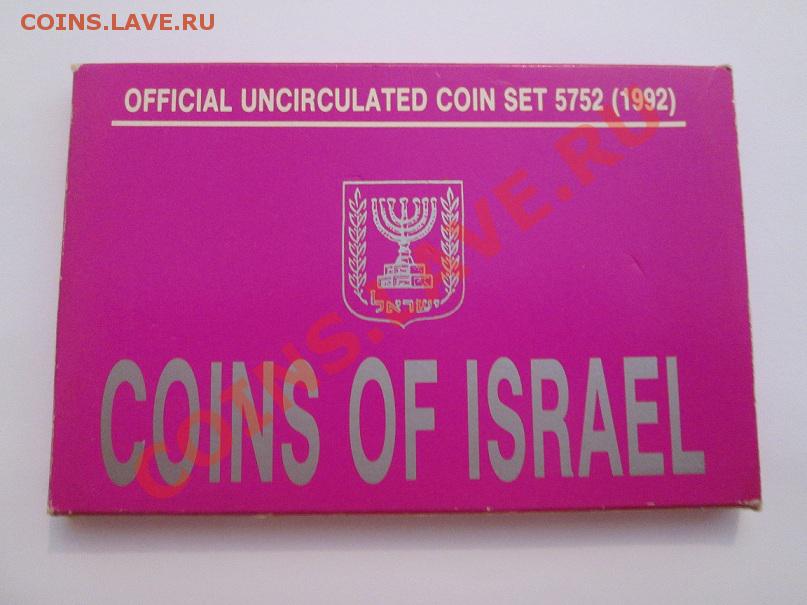 COINS.LAVE.RU
OFFICIAL UNCIRCULATED COIN SET 5752 (1992)
ישראל
COINS OF ISRAEL
COINS.LAVE.RU